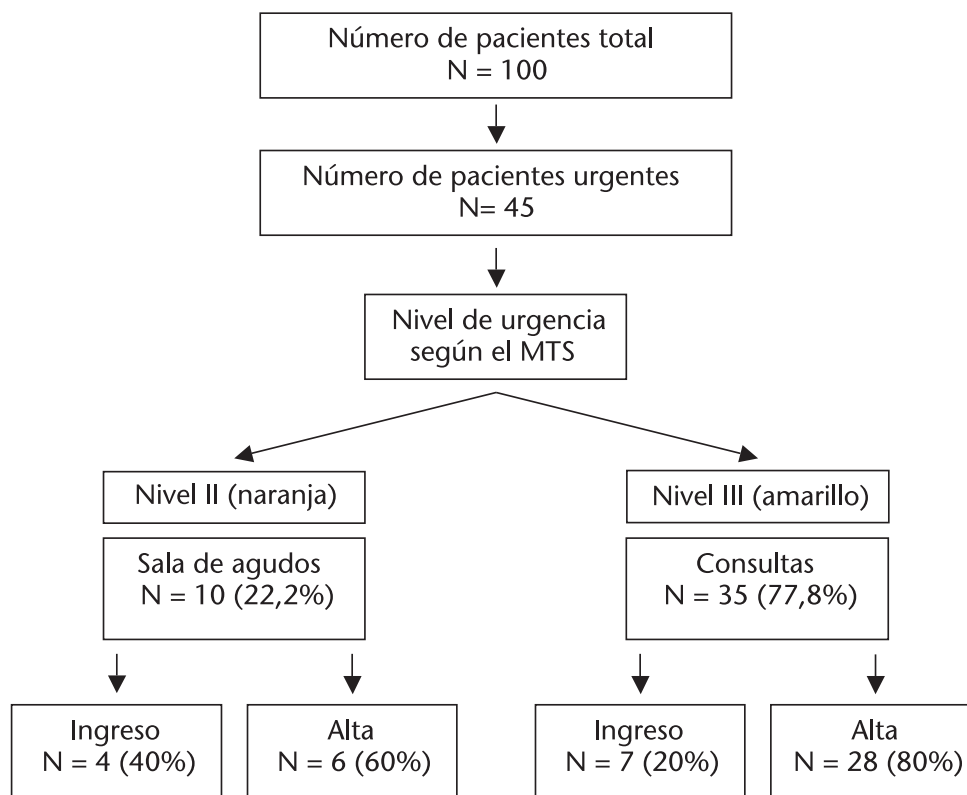 Número de pacientes total
N = 100
Número de pacientes urgentes
N= 45
Nivel de urgencia
según el MTS
Nivel II (naranja)
Nivel III (amarillo)
Sala de agudos
N = 10 (22,2%)
Consultas
N = 35 (77,8%)
Ingreso
N = 4 (40%)
Alta
N = 6 (60%)
Ingreso
N = 7 (20%)
Alta
N = 28 (80%)